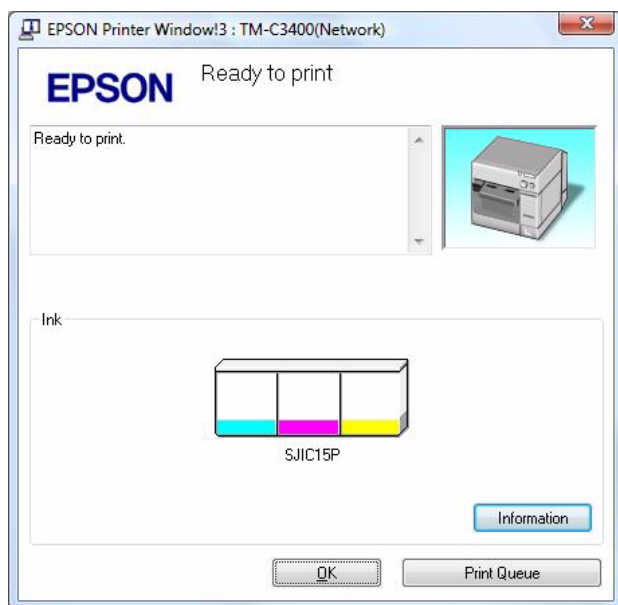 EPSON Printer Window!3 : TM-C3400(Network)
EPSON
Ready to print
Ready to print.
Ink
SJIC15P
Information
OK
Print Queue